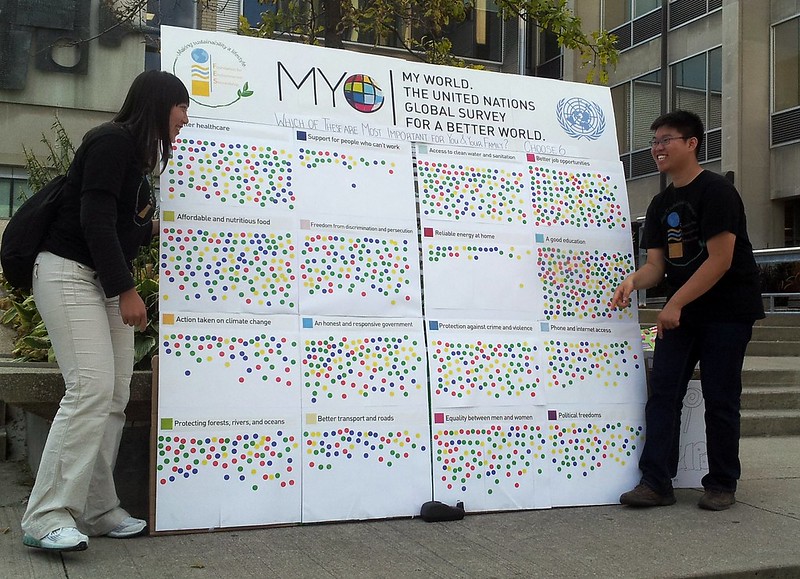 Making sustainability a lifestyle
MY
MY WORLD.
THE UNITED NATIONS
GLOBAL SURVEY
FOR A BETTER WORLD.
WHICH OF THESE ARE MOST IMPORTANT FOR YOU & YOUR FAMILY? CHOOSE 6
healthcare
Support for people who can't work
Access to clean water and sanitation
Better job opportunities
Affordable and nutritious food
Freedom from discrimination and persecution
Reliable energy at home
A good education
Action taken on climate change
An honest and responsive government
Protection against crime and violence
Phone and internet access
Protecting forests, rivers, and oceans
Better transport and roads
Equality between men and women
Political freedoms